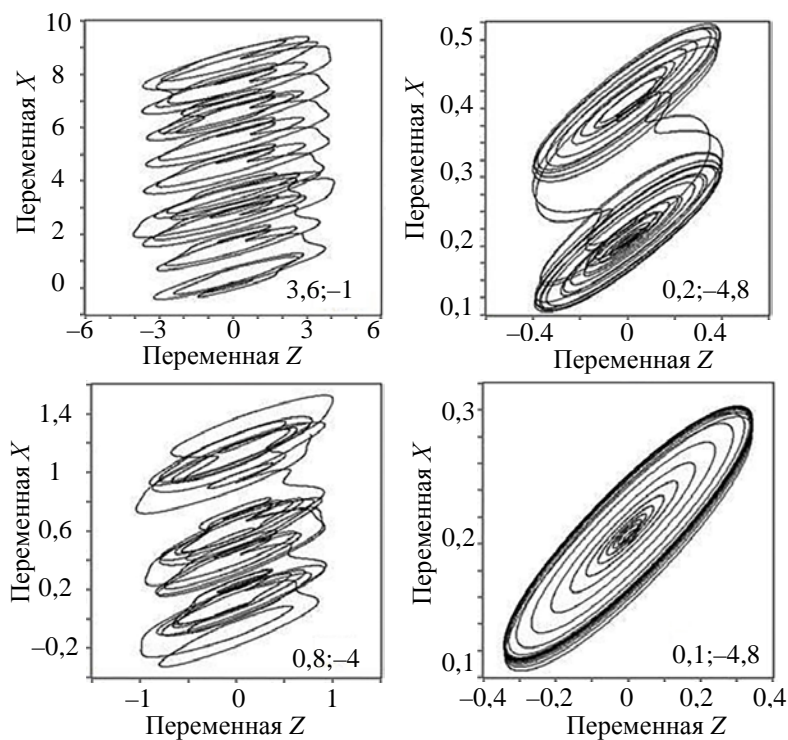 Переменная X
10
8
6
4
2
0
3,6;–1
–6 –3 0 3 6
Переменная Z
Переменная X
0,5
0,4
0,3
0,2
0,1
0,2;–4,8
–0.4 0 0.4
Переменная Z
Переменная X
1,4
1
0,6
0,2
–0,2
0,8;–4
–1 0 1
Переменная Z
Переменная X
0,3
0,2
0,1
0,1;–4,8
–0,4 –0,2 0 0,2 0,4
Переменная Z